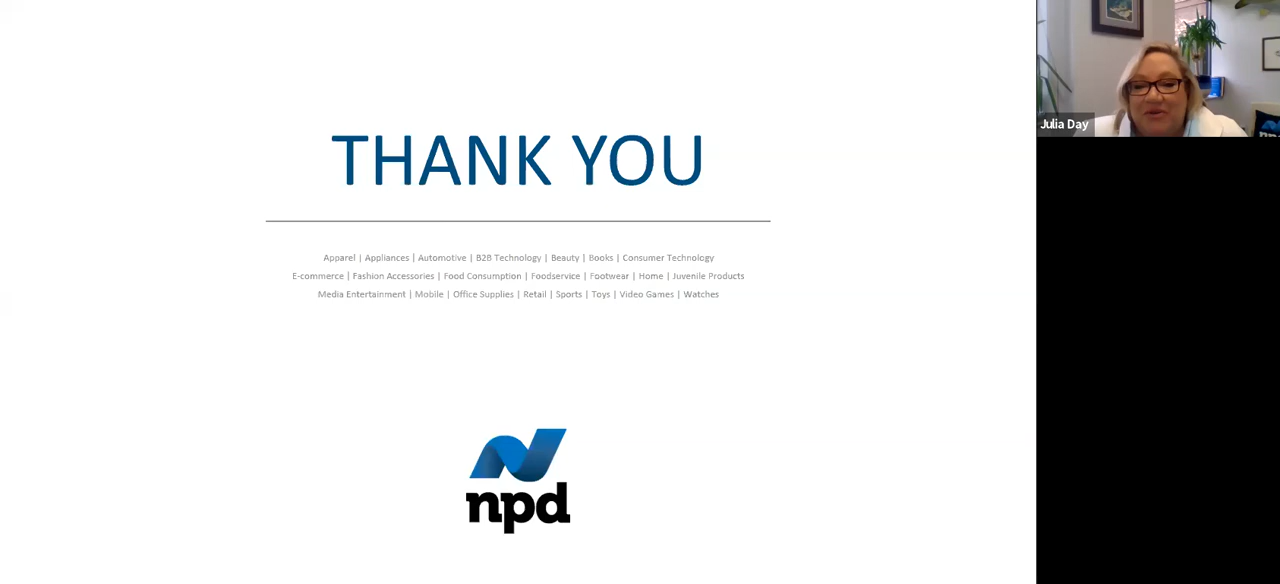 THANK YOU
Apparel | Appliances | Automotive | B2B Technology | Beauty | Books | Consumer Technology
E-commerce | Fashion Accessories | Food Consumption | Foodservice | Footwear | Home | Juvenile Products
Media Entertainment | Mobile | Office Supplies | Retail | Sports | Toys | Video Games | Watches
npd
Julia Day